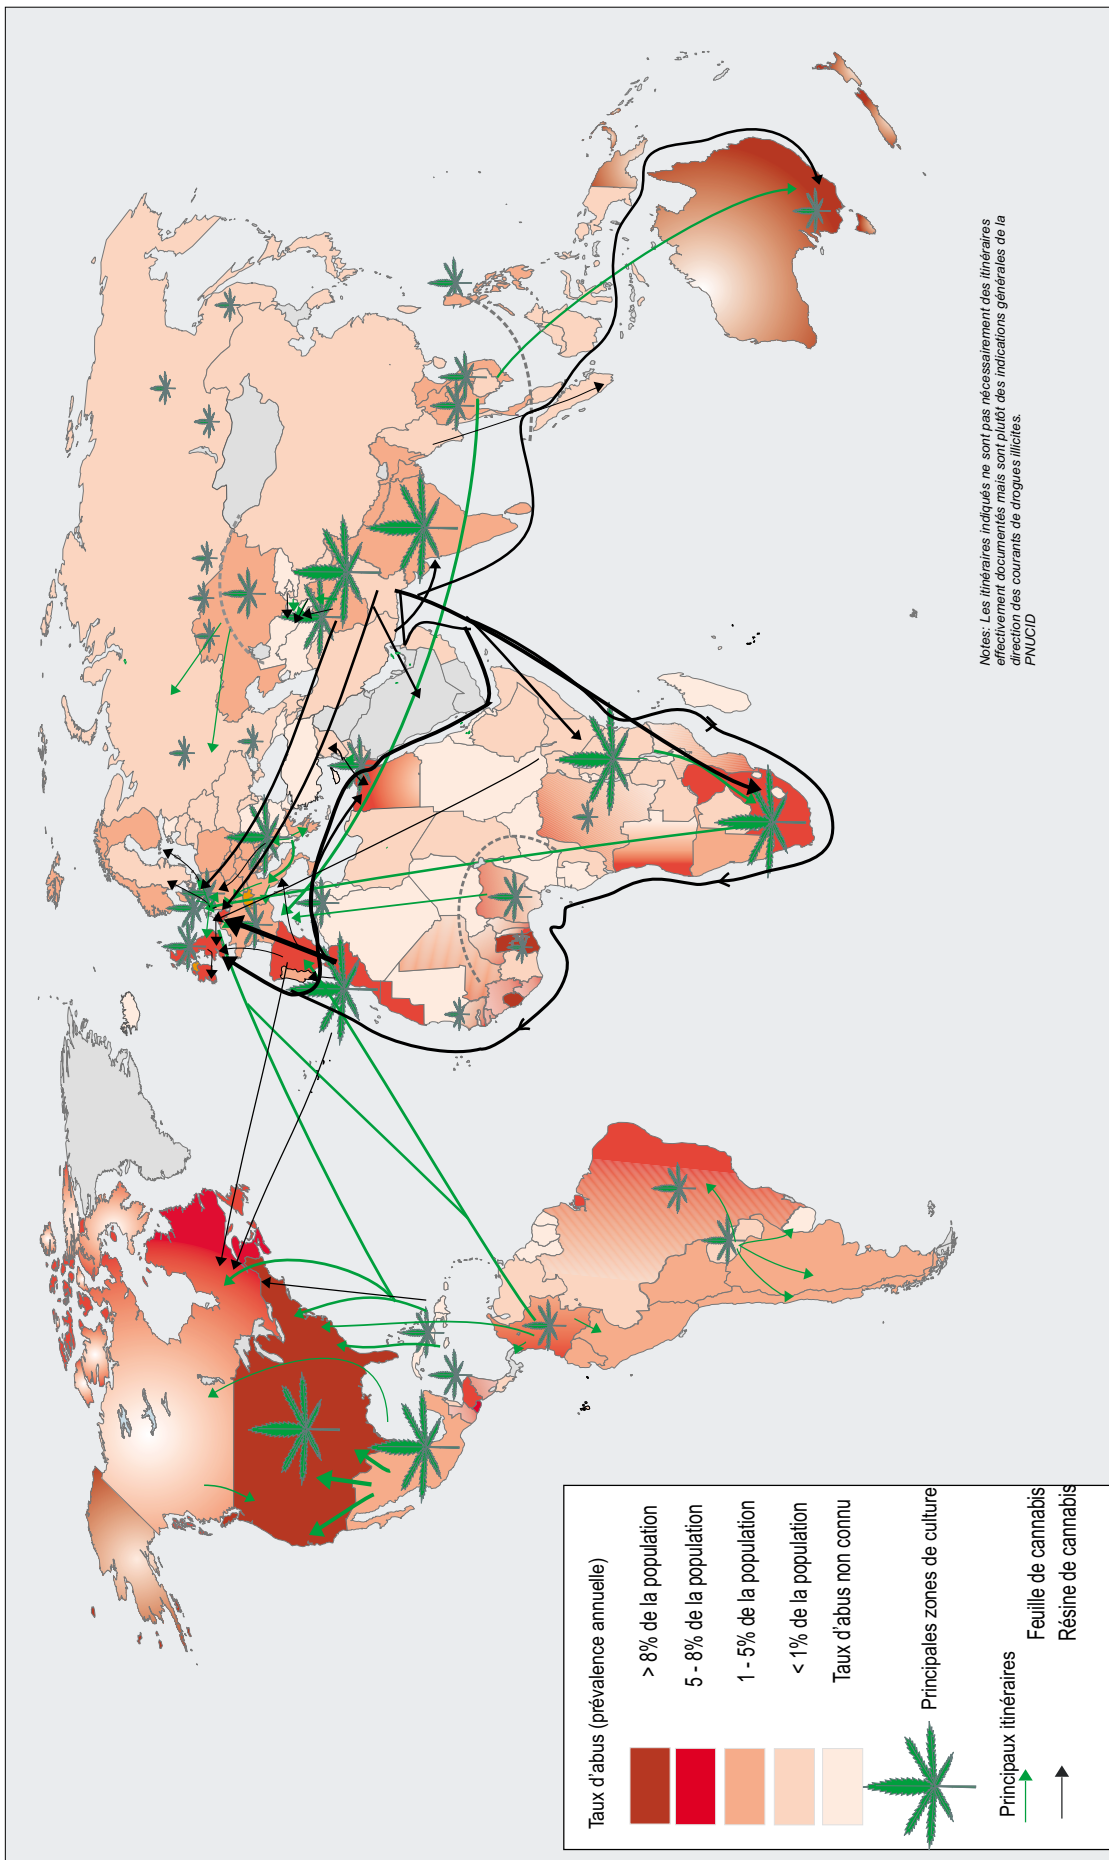 Notes: Les itinéraires indiqués ne sont pas nécessairement des itinéraires
effectivement documentés mais sont plutôt des indications générales de la
direction des courants de drogues illicites.
PNUCID
Taux d'abus (prévalence annuelle)
> 8% de la population
5 - 8% de la population
1 - 5% de la population
< 1% de la population
Taux d'abus non connu
Principales zones de culture
Principaux itinéraires
Feuille de cannabis
Résine de cannabis